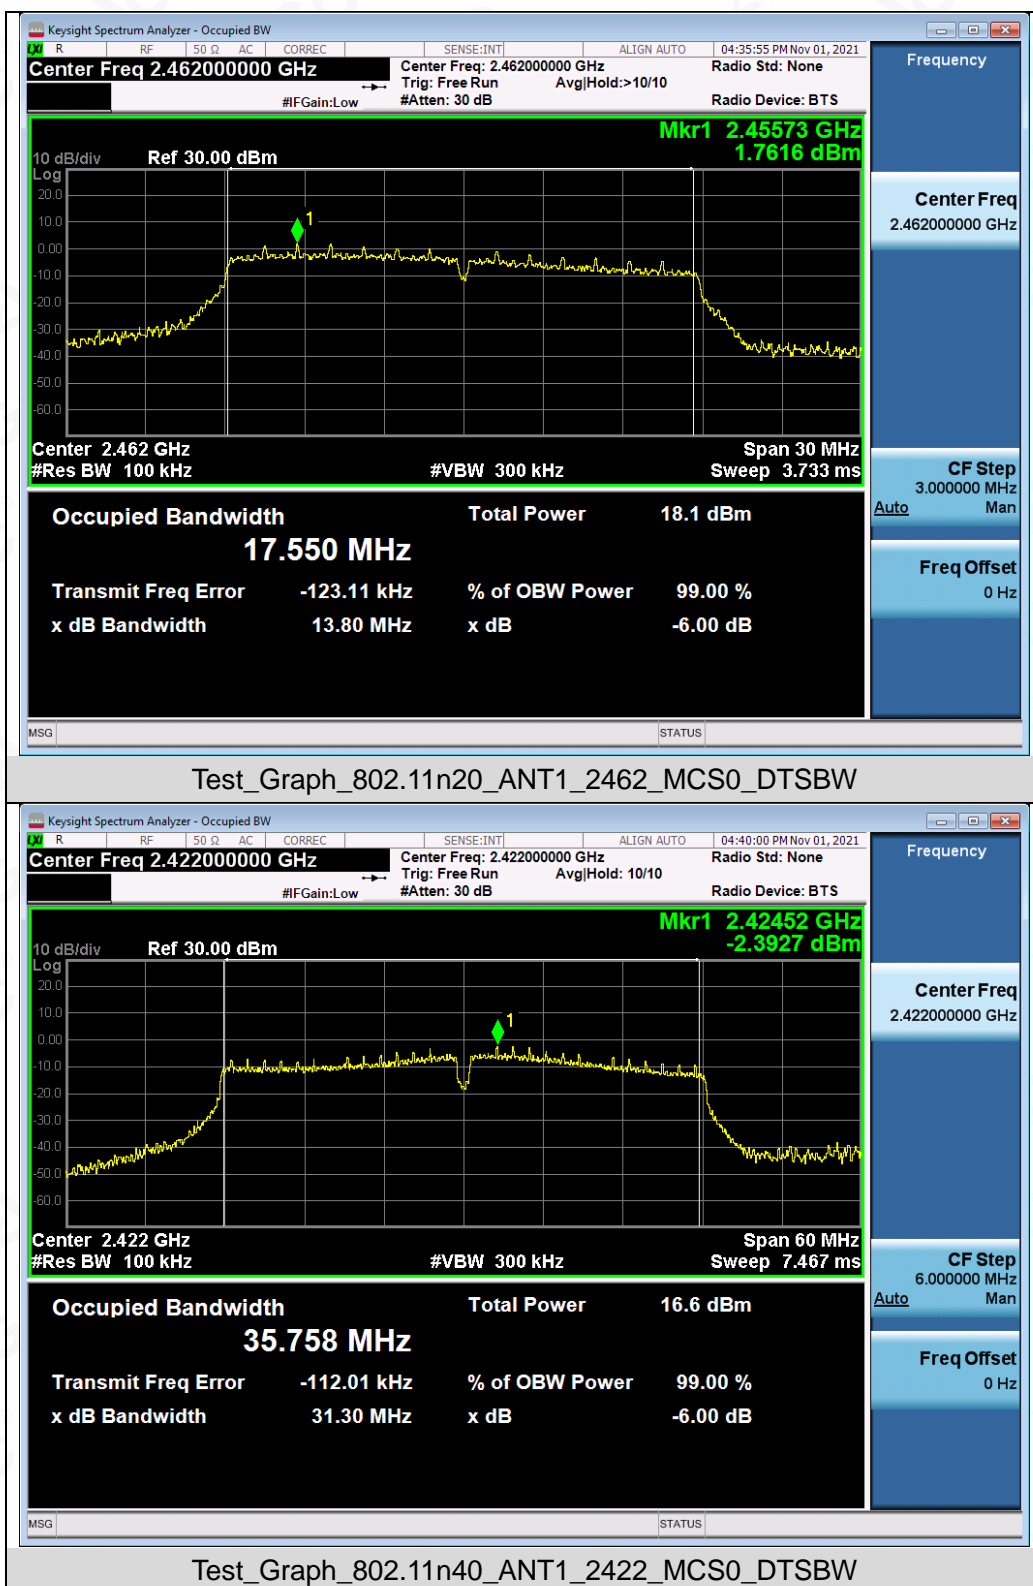 Keysight Spectrum Analyzer - Occupied BW
LXI R RF 50 Ω AC CORREC SENSE:INT ALIGN AUTO 04:35:55 PM Nov 01, 2021
Center Freq 2.462000000 GHz Center Freq: 2.462000000 GHz Radio Std: None Frequency
Trig: Free Run Avg|Hold:>10/10
#IFGain:Low #Atten: 30 dB Radio Device: BTS
Mkr1 2.45573 GHz
10 dB/div Ref 30.00 dBm 1.7616 dBm
Log
20.0
10.0
0.00
-10.0
-20.0
-30.0
-40.0
-50.0
-60.0
1
Center Freq
2.462000000 GHz
Center 2.462 GHz Span 30 MHz
#Res BW 100 kHz #VBW 300 kHz Sweep 3.733 ms
CF Step
3.000000 MHz
Auto Man
Occupied Bandwidth Total Power 18.1 dBm
17.550 MHz
Transmit Freq Error -123.11 kHz % of OBW Power 99.00 %
x dB Bandwidth 13.80 MHz x dB -6.00 dB
Freq Offset
0 Hz
MSG STATUS
Test_Graph_802.11n20_ANT1_2462_MCS0_DTSBW
Keysight Spectrum Analyzer - Occupied BW
LXI R RF 50 Ω AC CORREC SENSE:INT ALIGN AUTO 04:40:00 PM Nov 01, 2021
Center Freq 2.422000000 GHz Center Freq: 2.422000000 GHz Radio Std: None Frequency
Trig: Free Run Avg|Hold: 10/10
#IFGain:Low #Atten: 30 dB Radio Device: BTS
Mkr1 2.42452 GHz
10 dB/div Ref 30.00 dBm -2.3927 dBm
Log
20.0
10.0
0.00
-10.0
-20.0
-30.0
-40.0
-50.0
-60.0
1
Center Freq
2.422000000 GHz
Center 2.422 GHz Span 60 MHz
#Res BW 100 kHz #VBW 300 kHz Sweep 7.467 ms
CF Step
6.000000 MHz
Auto Man
Occupied Bandwidth Total Power 16.6 dBm
35.758 MHz
Transmit Freq Error -112.01 kHz % of OBW Power 99.00 %
x dB Bandwidth 31.30 MHz x dB -6.00 dB
Freq Offset
0 Hz
MSG STATUS
Test_Graph_802.11n40_ANT1_2422_MCS0_DTSBW